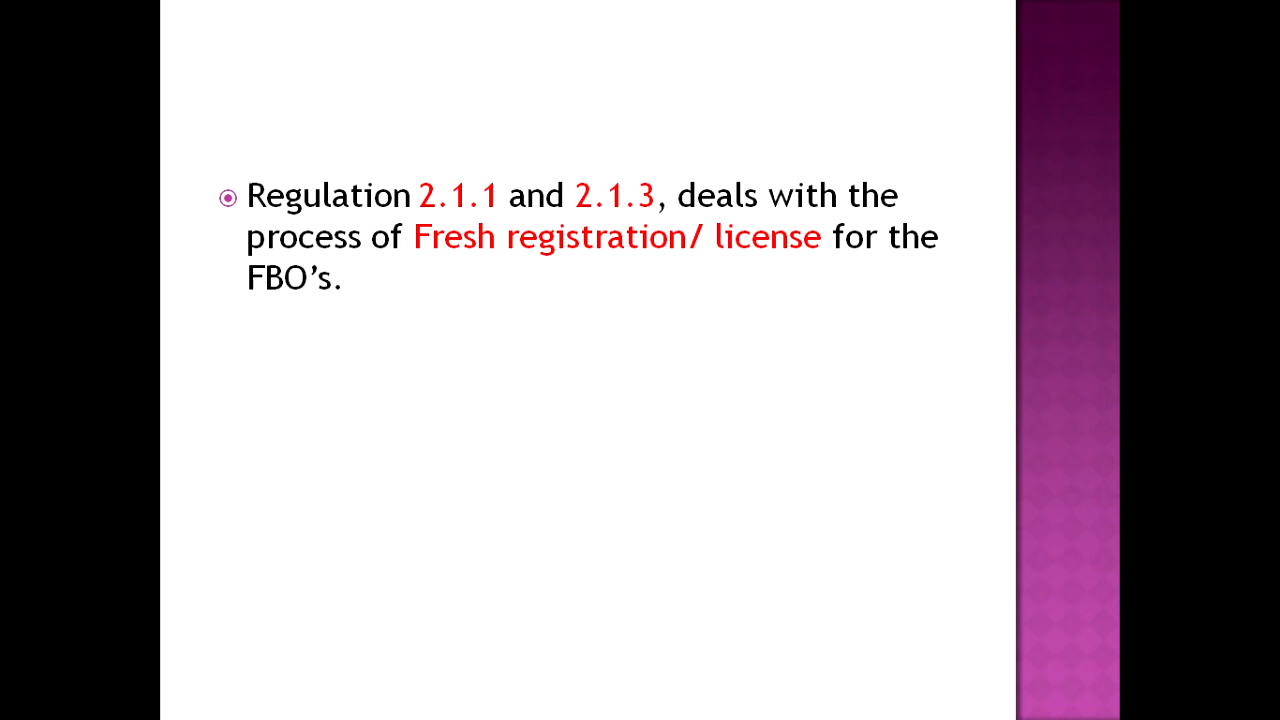 Regulation 2.1.1 and 2.1.3, deals with the
process of Fresh registration/ license for the
FBO’s.